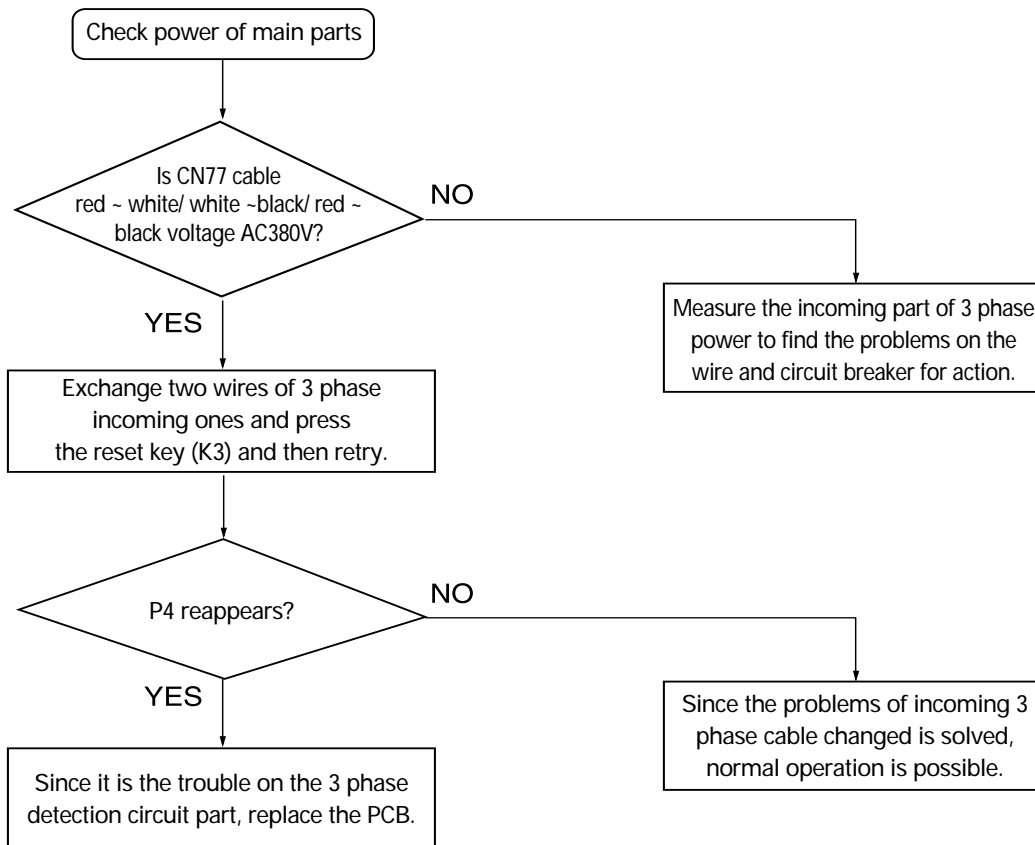 Check power of main parts
Is CN77 cable
red ~ white/ white ~black/ red ~
black voltage AC380V?
NO
YES
Measure the incoming part of 3 phase
power to find the problems on the
wire and circuit breaker for action.
Exchange two wires of 3 phase
incoming ones and press
the reset key (K3) and then retry.
P4 reappears?
NO
YES
Since the problems of incoming 3
phase cable changed is solved,
normal operation is possible.
Since it is the trouble on the 3 phase
detection circuit part, replace the PCB.